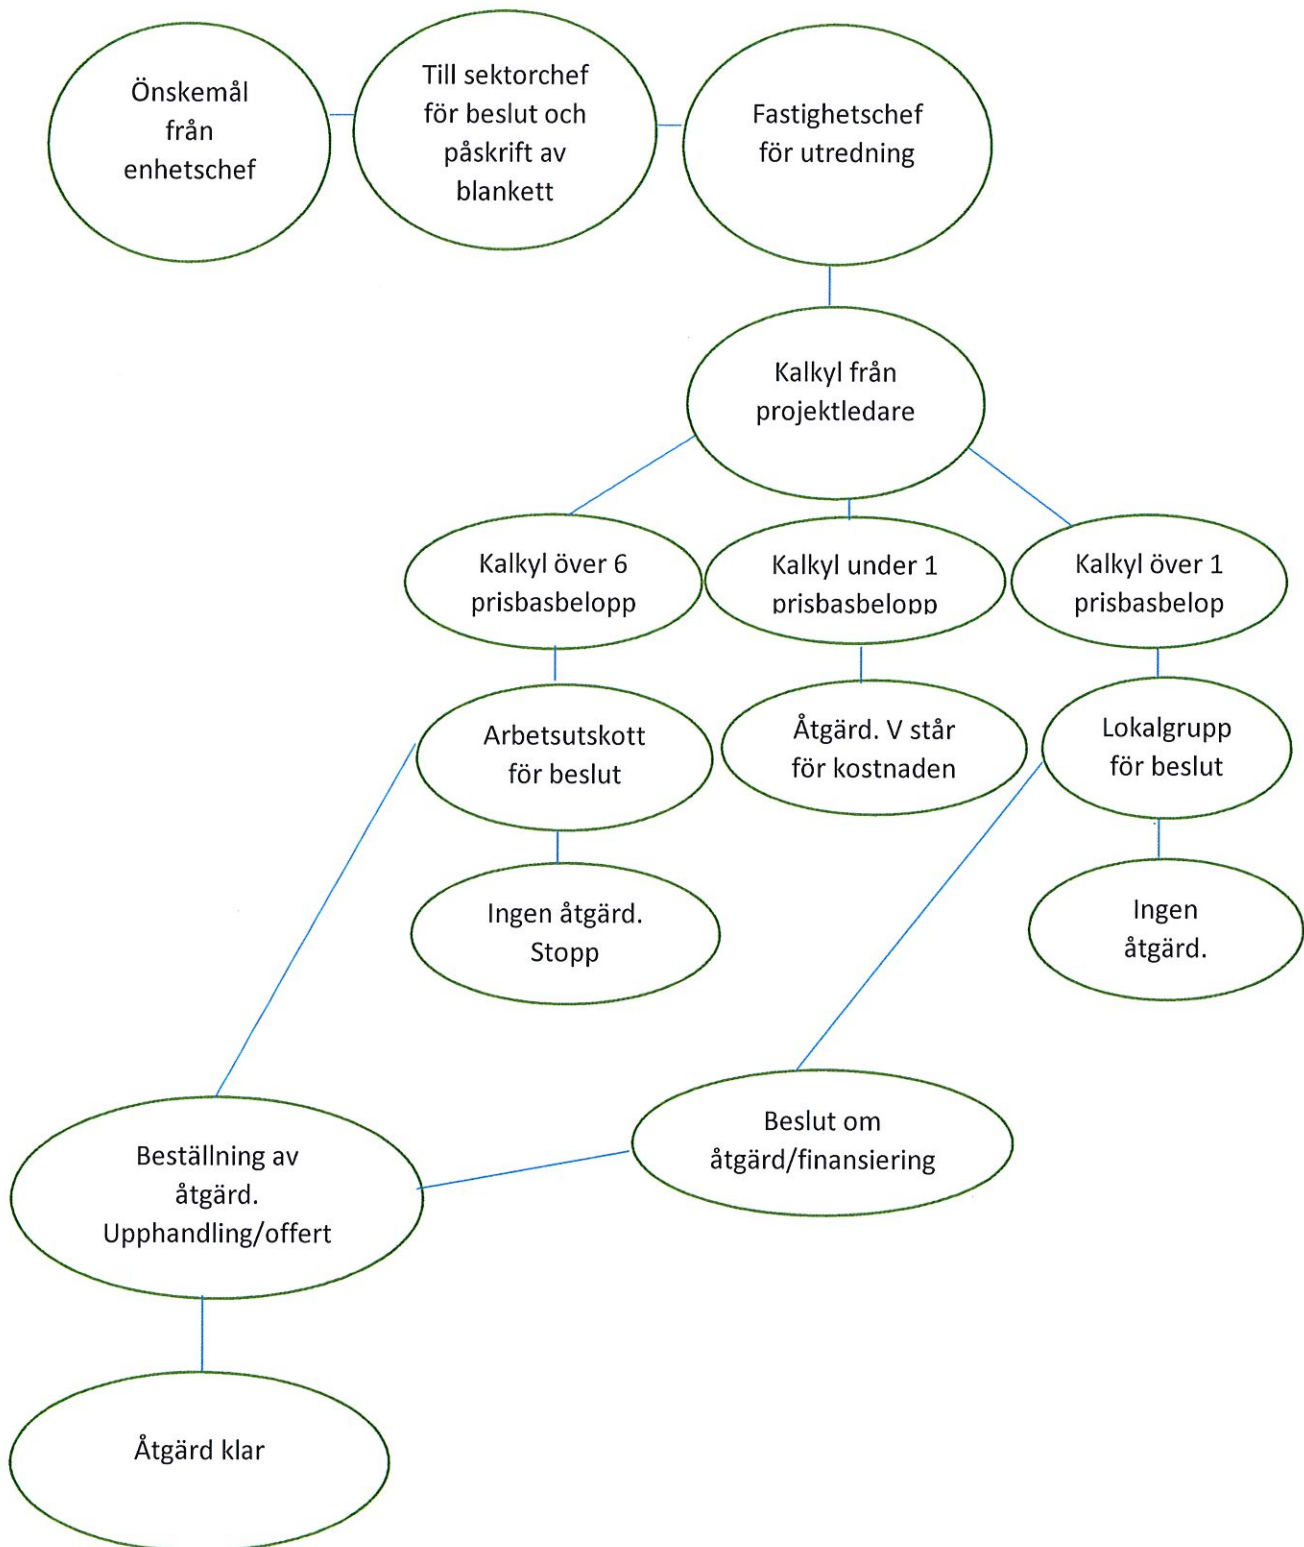 Önskemål
från
enhetschef
Till sektorchef
för beslut och
påskrift av
blankett
Fastighetschef
för utredning
Kalkyl från
projektledare
Kalkyl över 6
prisbasbelopp
Kalkyl under 1
prisbasbelopp
Kalkyl över 1
prisbasbelop
Arbetsutskott
för beslut
Åtgärd. V står
för kostnaden
Lokalgrupp
för beslut
Ingen åtgärd.
Stopp
Ingen
åtgärd.
Beslut om
åtgärd/finansiering
Beställning av
åtgärd.
Upphandling/offert
Åtgärd klar